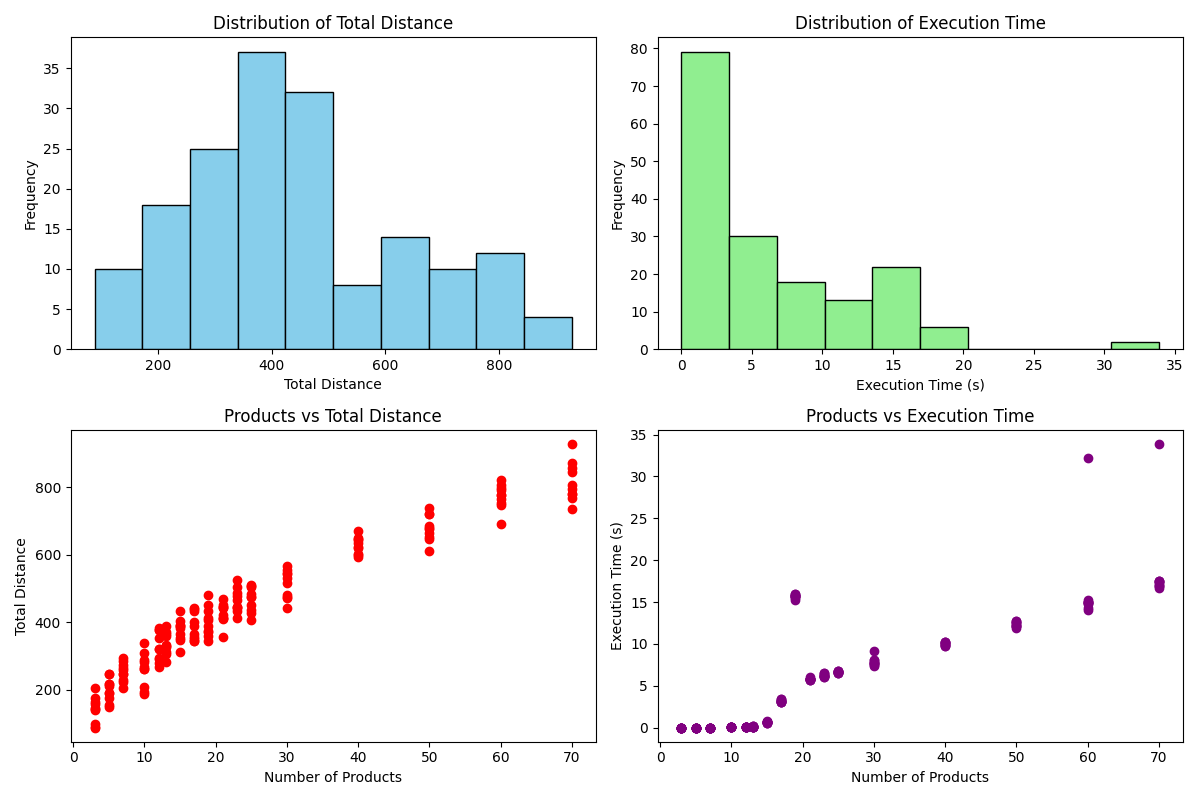 Distribution of Total Distance
Frequency
35
30
25
20
15
10
5
0
200 400 600 800
Total Distance
Distribution of Execution Time
Frequency
80
70
60
50
40
30
20
10
0
0 5 10 15 20 25 30 35
Execution Time (s)
Products vs Total Distance
Total Distance
800
600
400
200
0 10 20 30 40 50 60 70
Number of Products
Products vs Execution Time
Execution Time (s)
35
30
25
20
15
10
5
0
0 10 20 30 40 50 60 70
Number of Products